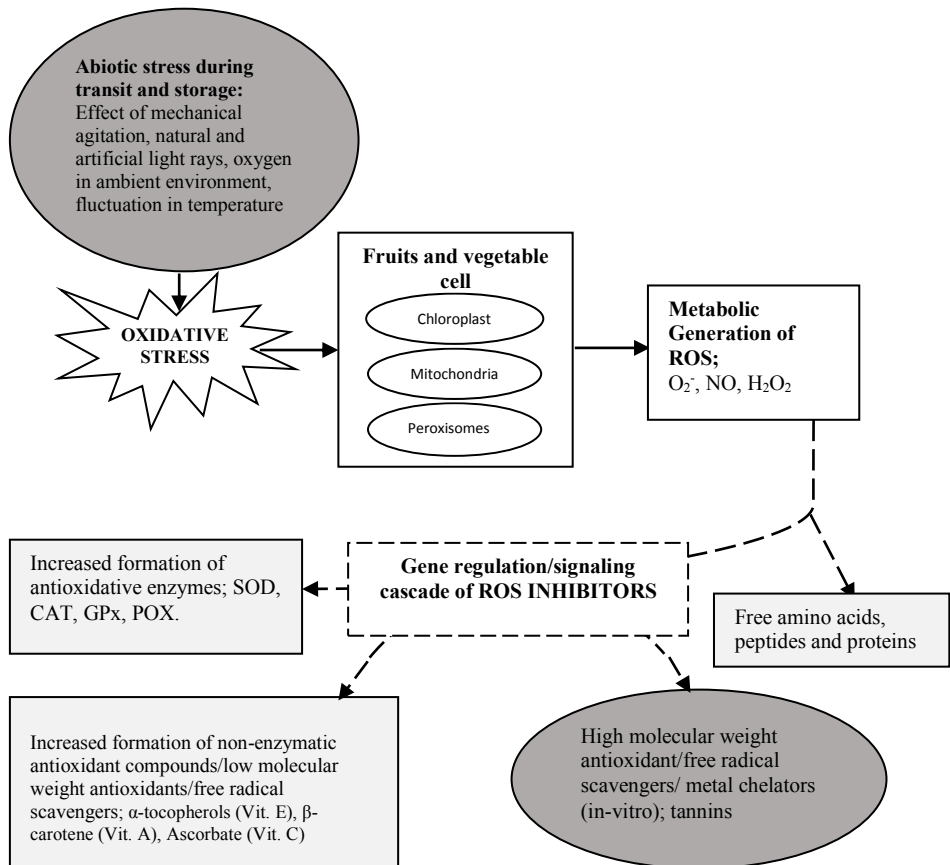 Abiotic stress during
transit and storage:
Effect of mechanical
agitation, natural and
artificial light rays, oxygen
in ambient environment,
fluctuation in temperature
OXIDATIVE
STRESS
Fruits and vegetable
cell
Chloroplast
Mitochondria
Peroxisomes
Metabolic
Generation of
ROS;
O₂⁻, NO, H₂O₂
Increased formation of
antioxidative enzymes; SOD,
CAT, GPx, POX.
Gene regulation/signaling
cascade of ROS INHIBITORS
Free amino acids,
peptides and proteins
Increased formation of non-enzymatic
antioxidant compounds/low molecular
weight antioxidants/free radical
scavengers; α-tocopherols (Vit. E), β-
carotene (Vit. A), Ascorbate (Vit. C)
High molecular weight
antioxidant/free radical
scavengers/ metal chelators
(in-vitro); tannins